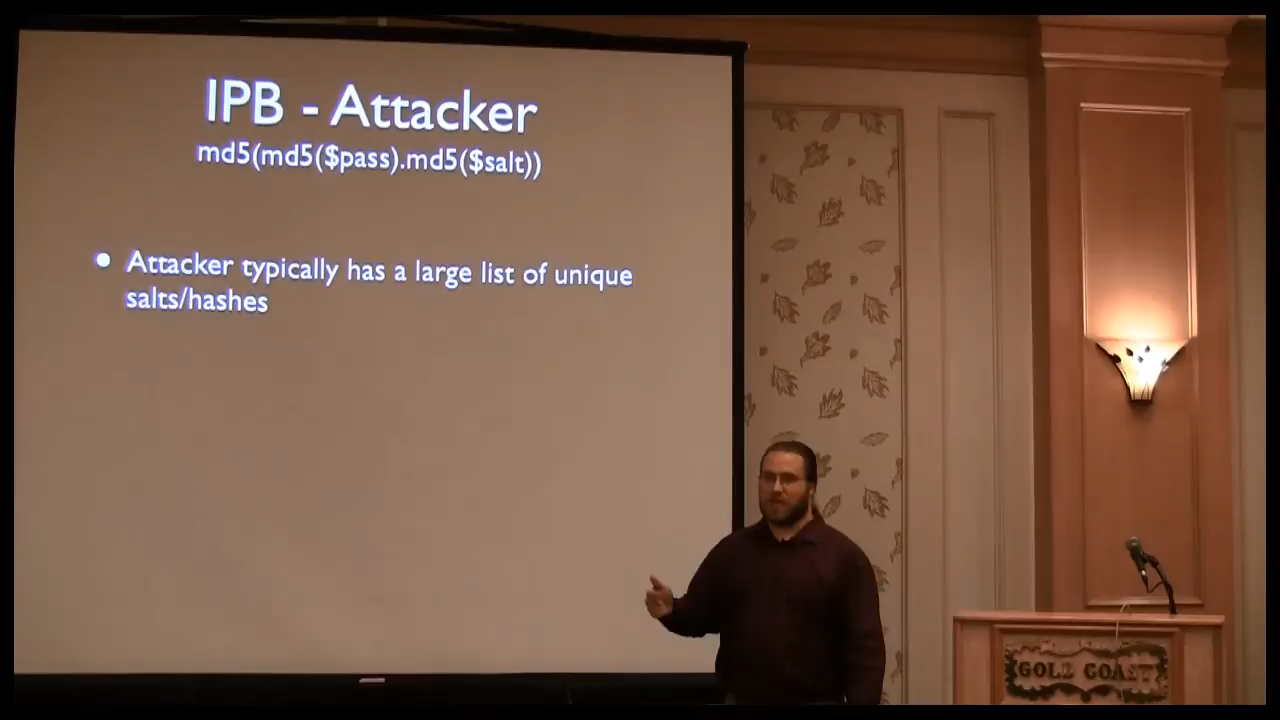 IPB - Attacker
md5(md5($pass).md5($salt))
• Attacker typically has a large list of unique
salts/hashes
GOLD COAST